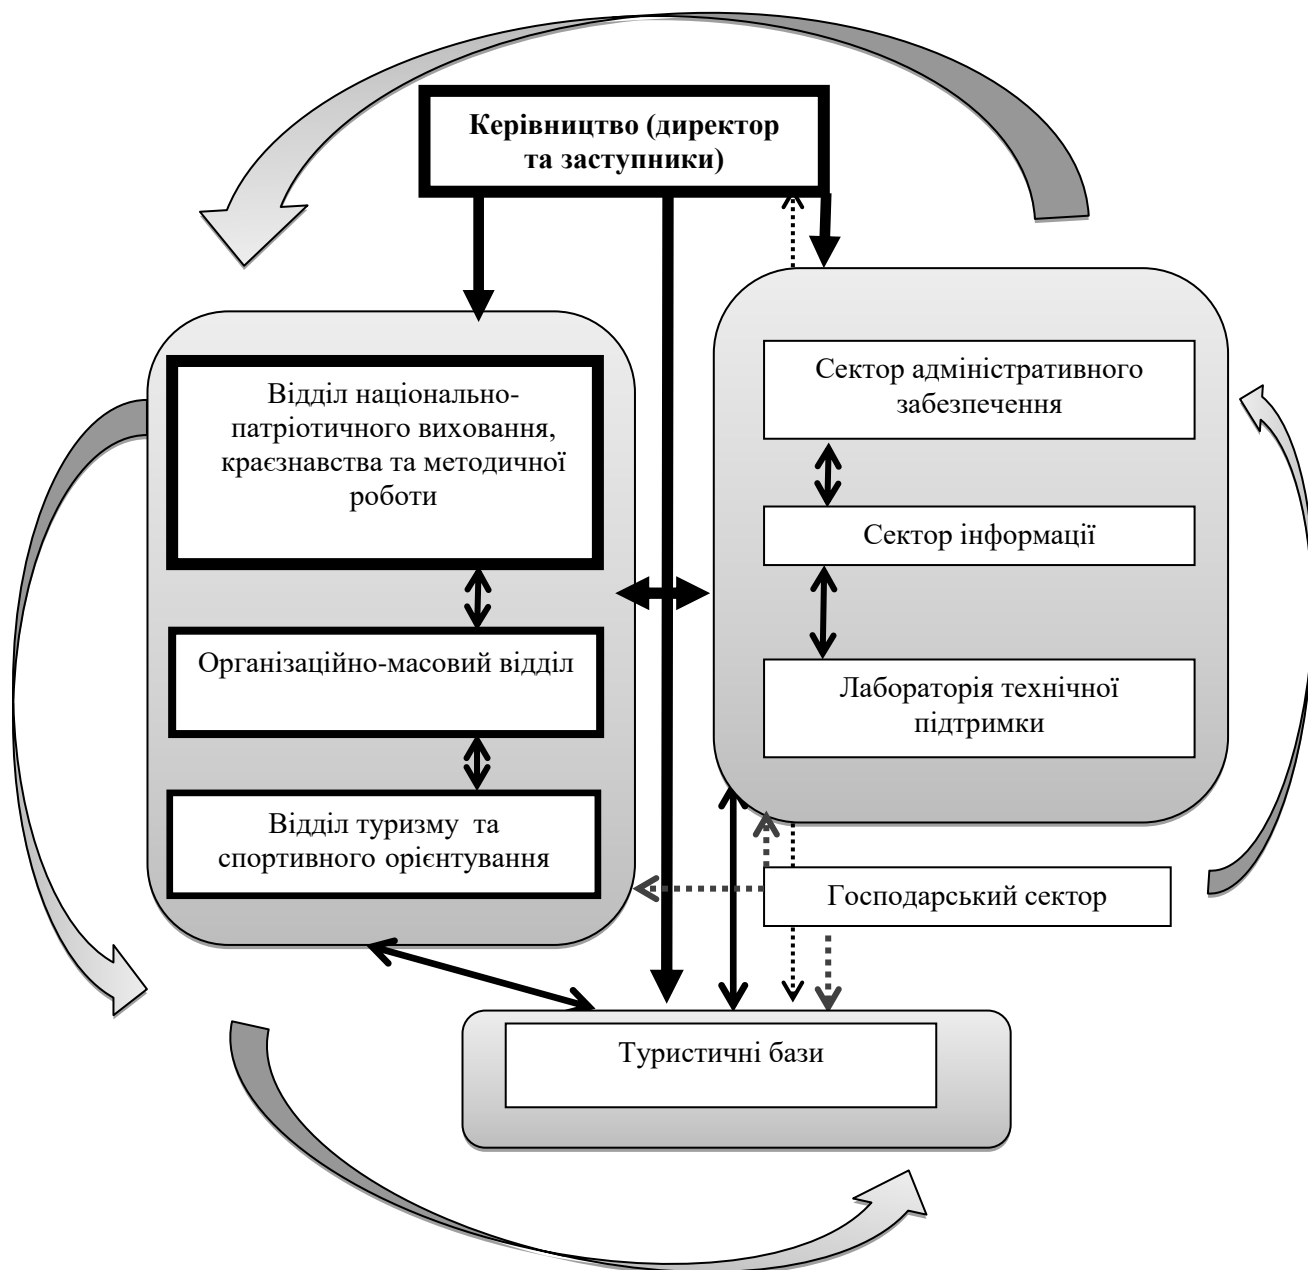 Керівництво (директор
та заступники)
Відділ національно-
патріотичного виховання,
краєзнавства та методичної
роботи
Організаційно-масовий відділ
Відділ туризму та
спортивного орієнтування
Сектор адміністративного
забезпечення
Сектор інформації
Лабораторія технічної
підтримки
Господарський сектор
Туристичні бази